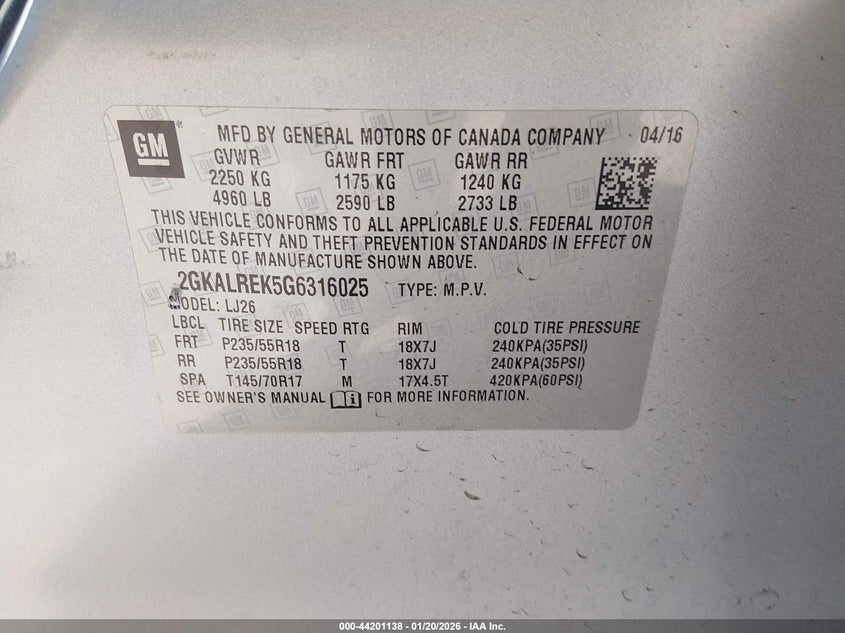 GM
MFD BY GENERAL MOTORS OF CANADA COMPANY 04/16
GVWR GAWR FRT GAWR RR
2250 KG 1175 KG 1240 KG
4960 LB 2590 LB 2733 LB
THIS VEHICLE CONFORMS TO ALL APPLICABLE U.S. FEDERAL MOTOR
VEHICLE SAFETY AND THEFT PREVENTION STANDARDS IN EFFECT ON
THE DATE OF MANUFACTURE SHOWN ABOVE.
2GKALREK5G6316025 TYPE: M.P.V.
MODEL: LJ26
LBCL TIRE SIZE SPEED RTG RIM COLD TIRE PRESSURE
FRT P235/55R18 T 18X7J 240KPA(35PSI)
RR P235/55R18 T 18X7J 240KPA(35PSI)
SPA T145/70R17 M 17X4.5T 420KPA(60PSI)
SEE OWNER'S MANUAL FOR MORE INFORMATION.
000-44201138 - 01/20/2026 - IAA Inc.